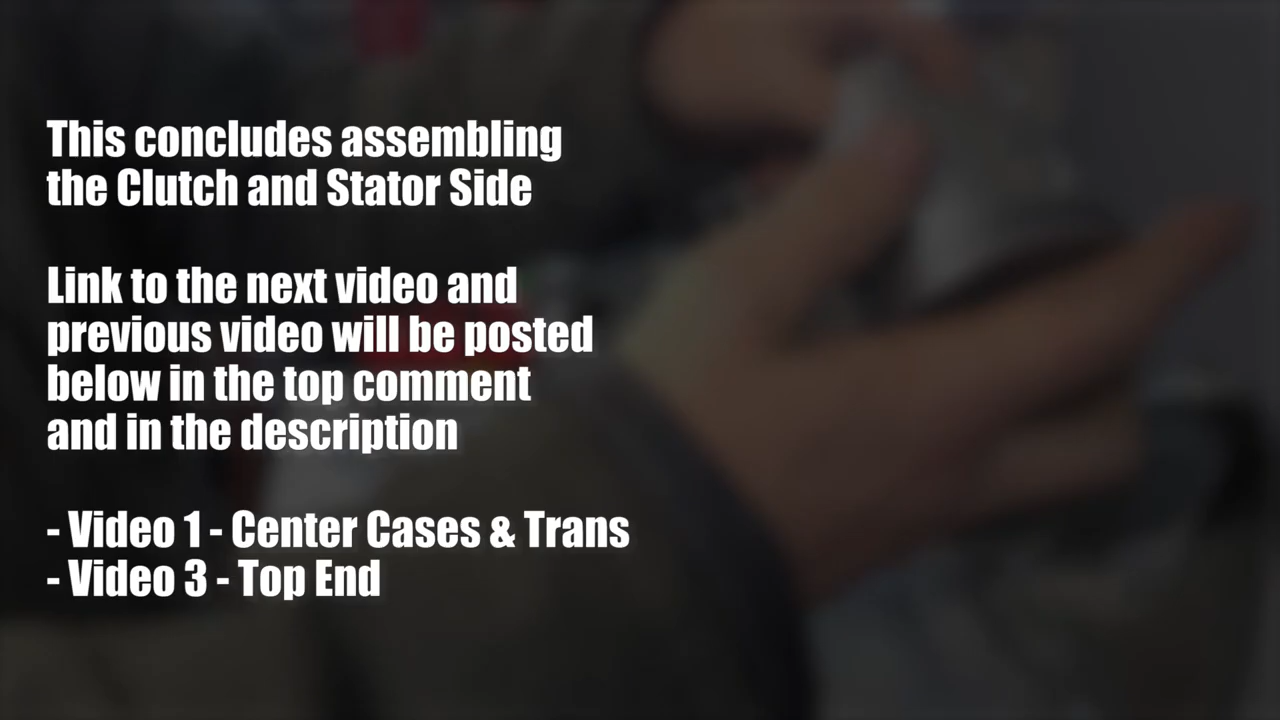 This concludes assembling
the Clutch and Stator Side
Link to the next video and
previous video will be posted
below in the top comment
and in the description
- Video 1 - Center Cases & Trans
- Video 3 - Top End